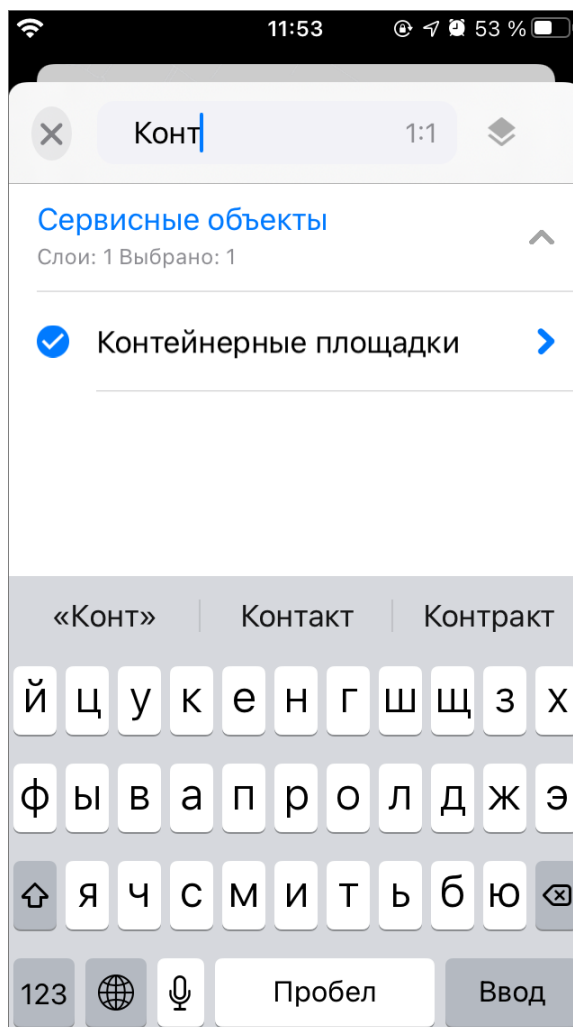 11:53 53 %
Конт 1:1
Сервисные объекты
Слои: 1 Выбрано: 1
Контейнерные площадки
«Конт» Контакт Контракт
й ц у к е н г ш щ з х
ф ы в а п р о л д ж э
я ч с м и т ь б ю
123 Пробел Ввод